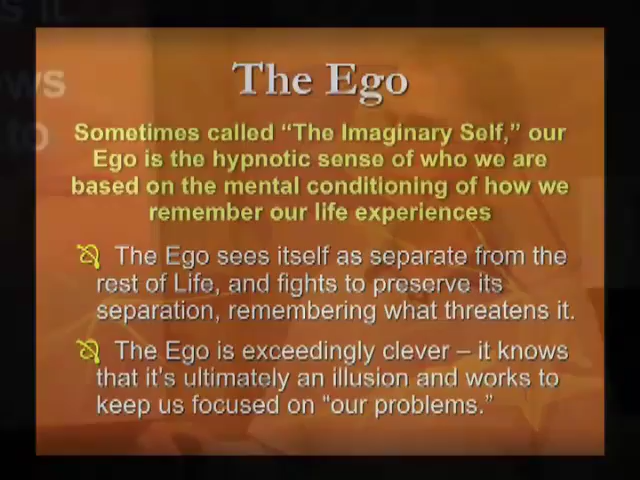 s it.
ws
to
The Ego
Sometimes called “The Imaginary Self,” our
Ego is the hypnotic sense of who we are
based on the mental conditioning of how we
remember our life experiences
The Ego sees itself as separate from the
rest of Life, and fights to preserve its
separation, remembering what threatens it.
The Ego is exceedingly clever – it knows
that it’s ultimately an illusion and works to
keep us focused on “our problems.”